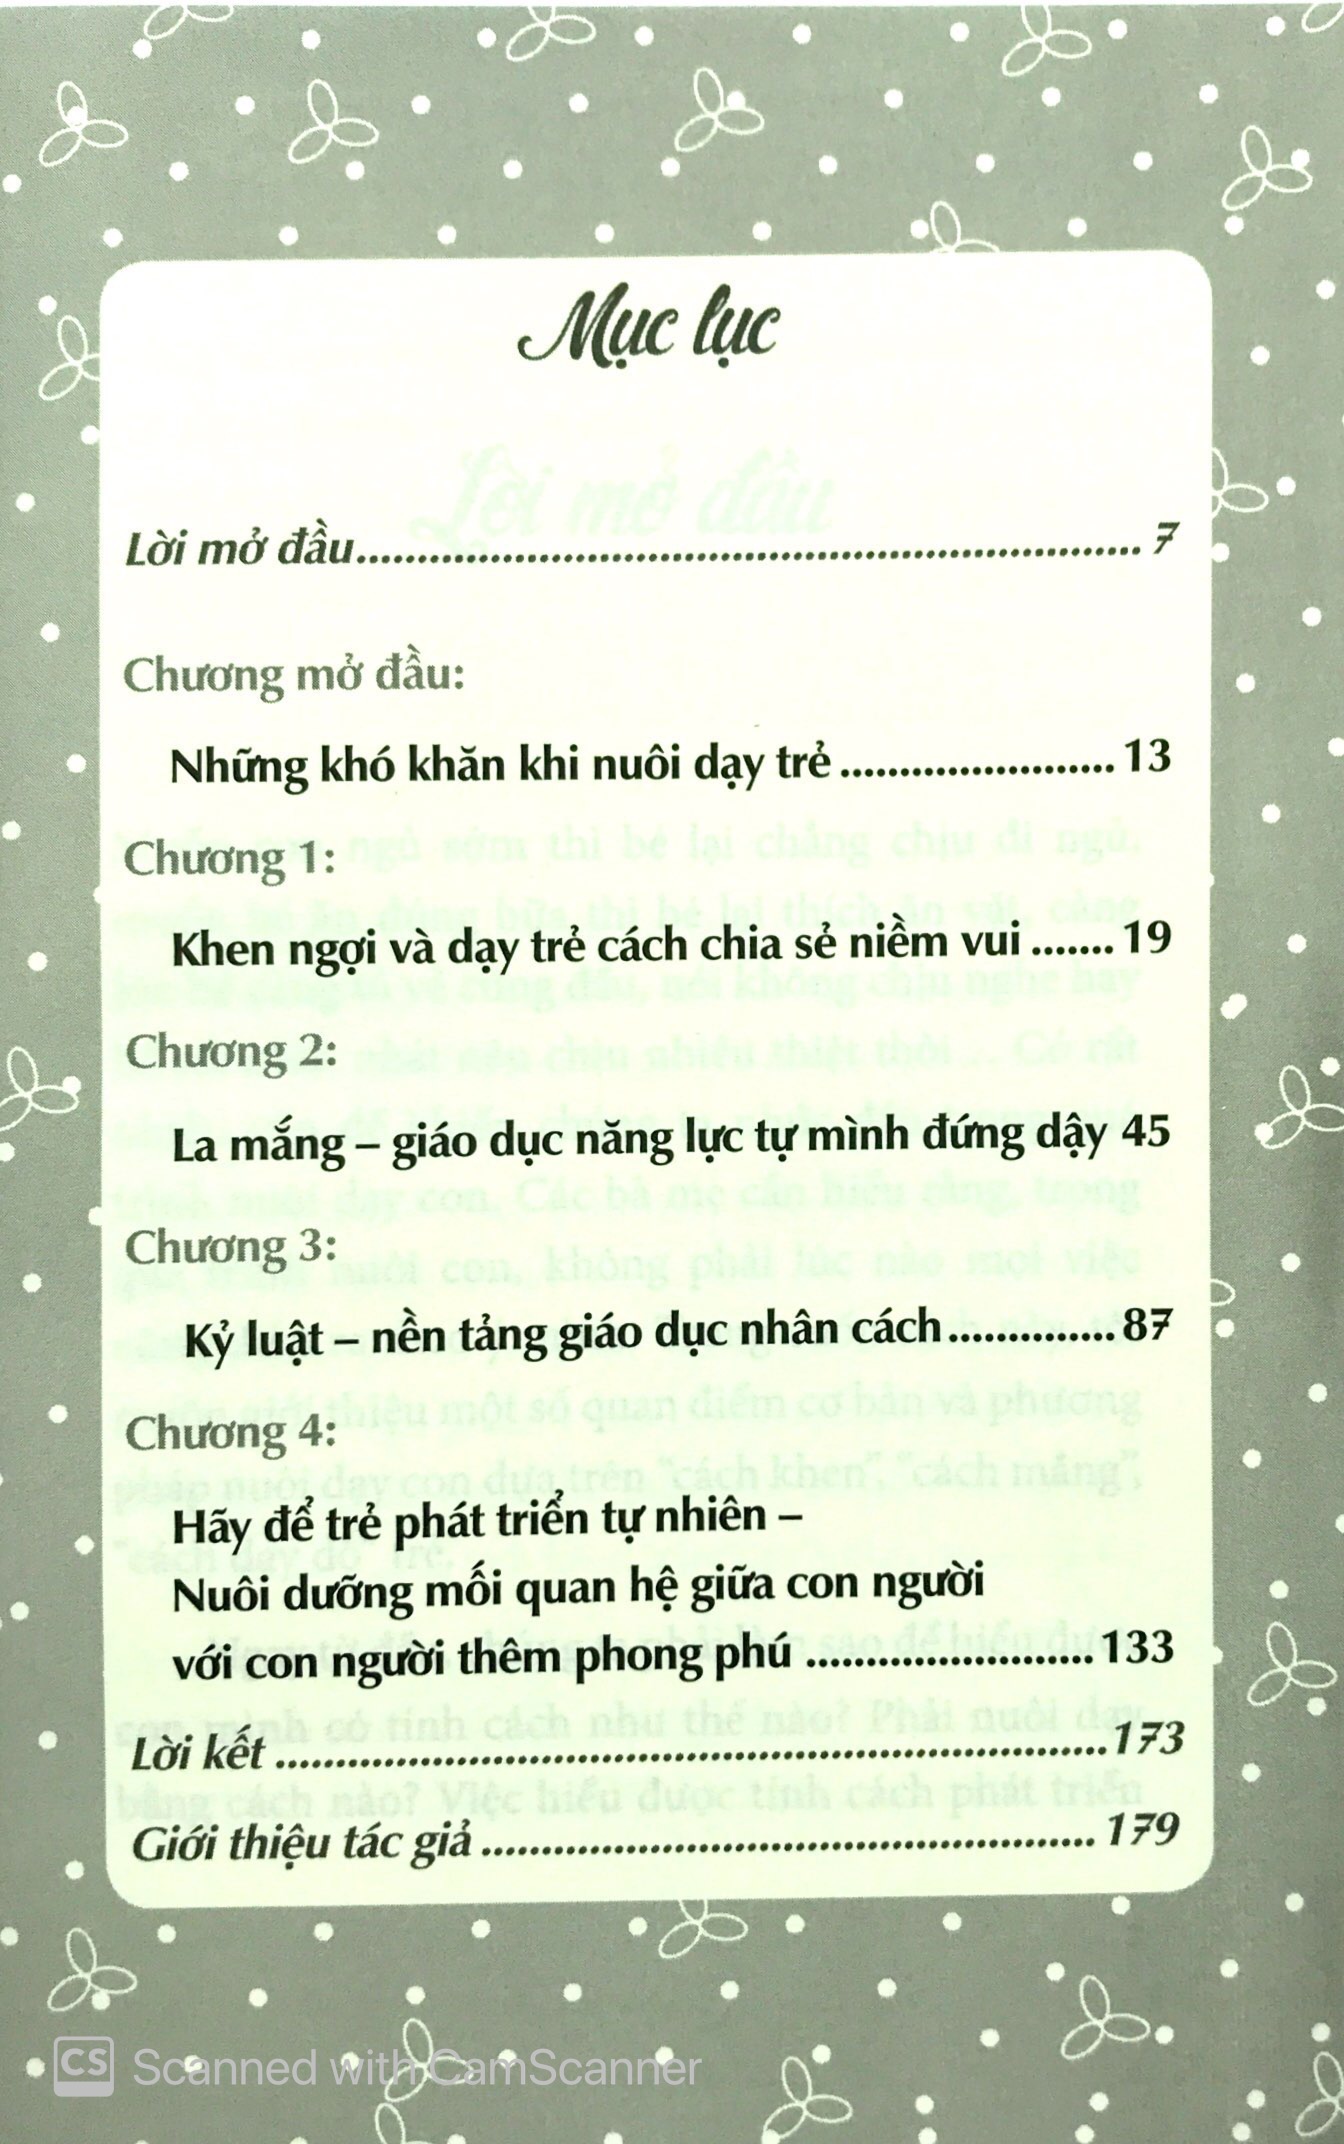 Mục lục
Lời mở đầu
Lời mở đầu............................................................... 7
Chương mở đầu:
Những khó khăn khi nuôi dạy trẻ ....................... 13
Chương 1:
Khen ngợi và dạy trẻ cách chia sẻ niềm vui ....... 19
Chương 2:
La mắng – giáo dục năng lực tự mình đứng dậy 45
Chương 3:
Kỷ luật – nền tảng giáo dục nhân cách.............. 87
Chương 4:
Hãy để trẻ phát triển tự nhiên –
Nuôi dưỡng mối quan hệ giữa con người
với con người thêm phong phú ........................ 133
Lời kết ..................................................................... 173
Giới thiệu tác giả .................................................. 179
CS Scanned with CamScanner